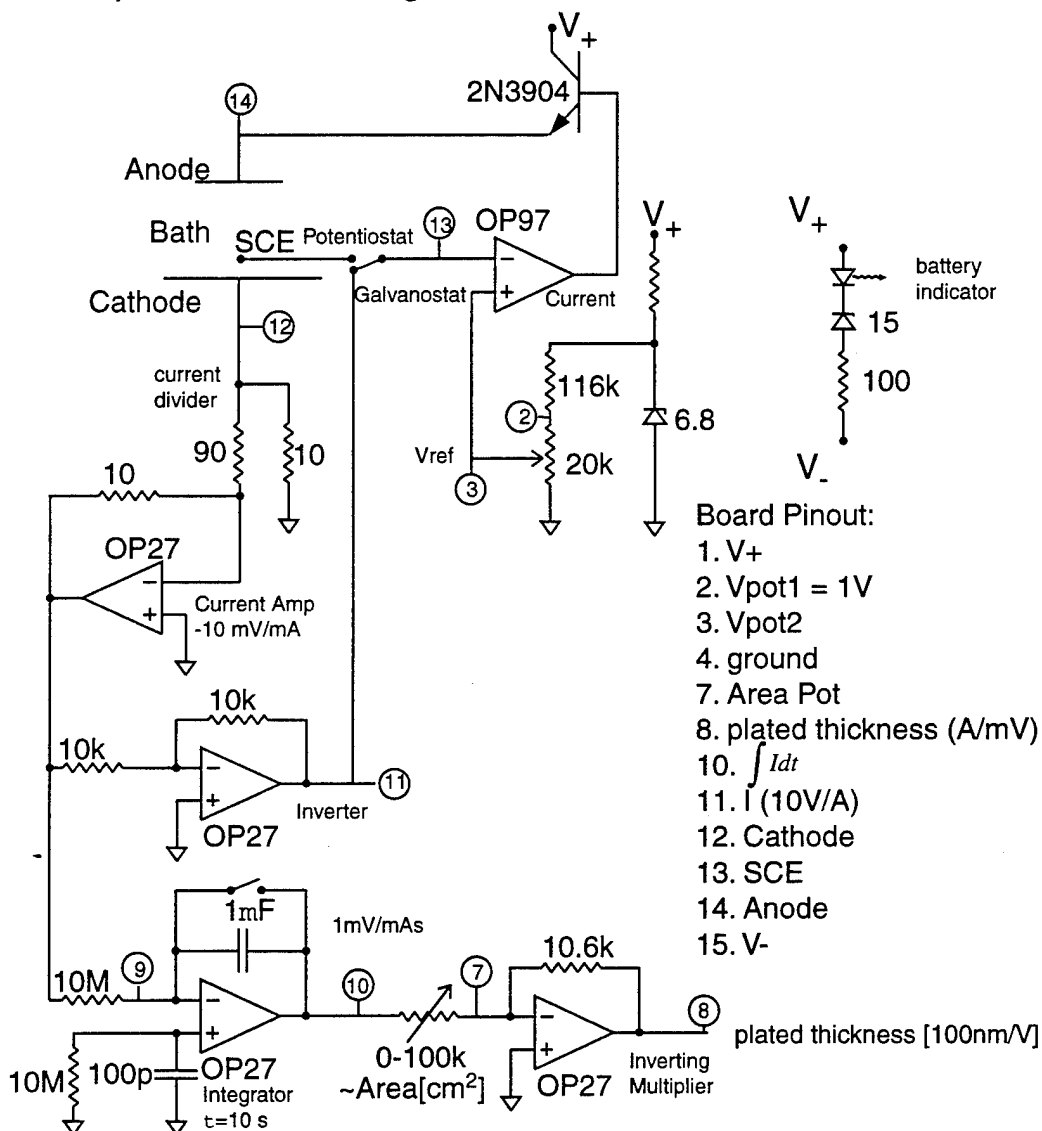 V+
2N3904
14
Anode
OP97
V+
V+
Bath
SCE
Potentiostat
13
Galvanostat
Current
battery
indicator
Cathode
12
15
current
divider
116k
100
2
6.8
90
10
Vref
20k
10
3
V-
OP27
Current Amp
-10 mV/mA
Board Pinout:
1. V+
2. Vpot1 = 1V
3. Vpot2
4. ground
7. Area Pot
8. plated thickness (A/mV)
10. ∫Idt
11. I (10V/A)
12. Cathode
13. SCE
14. Anode
15. V-
10k
10k
11
Inverter
OP27
1mF
1mV/mAs
10.6k
9
10M
10
7
8
plated thickness [100nm/V]
0-100k
~Area[cm²]
10M
100p
OP27
Integrator
t=10 s
OP27
Inverting
Multiplier